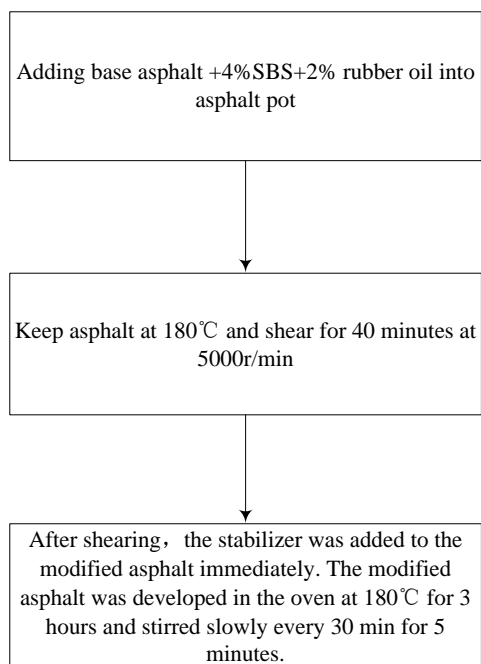 Adding base asphalt +4%SBS+2% rubber oil into
asphalt pot
Keep asphalt at 180℃ and shear for 40 minutes at
5000r/min
After shearing，the stabilizer was added to the
modified asphalt immediately. The modified
asphalt was developed in the oven at 180℃ for 3
hours and stirred slowly every 30 min for 5
minutes.